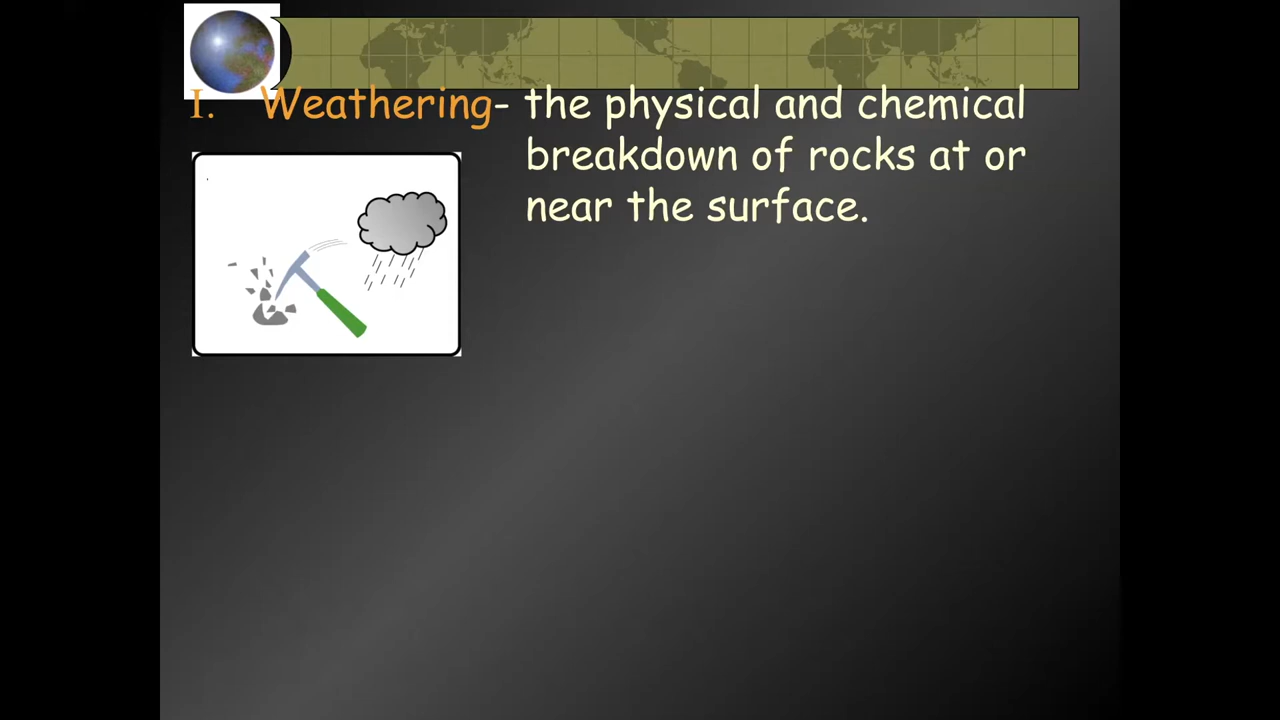 I. Weathering- the physical and chemical
breakdown of rocks at or
near the surface.